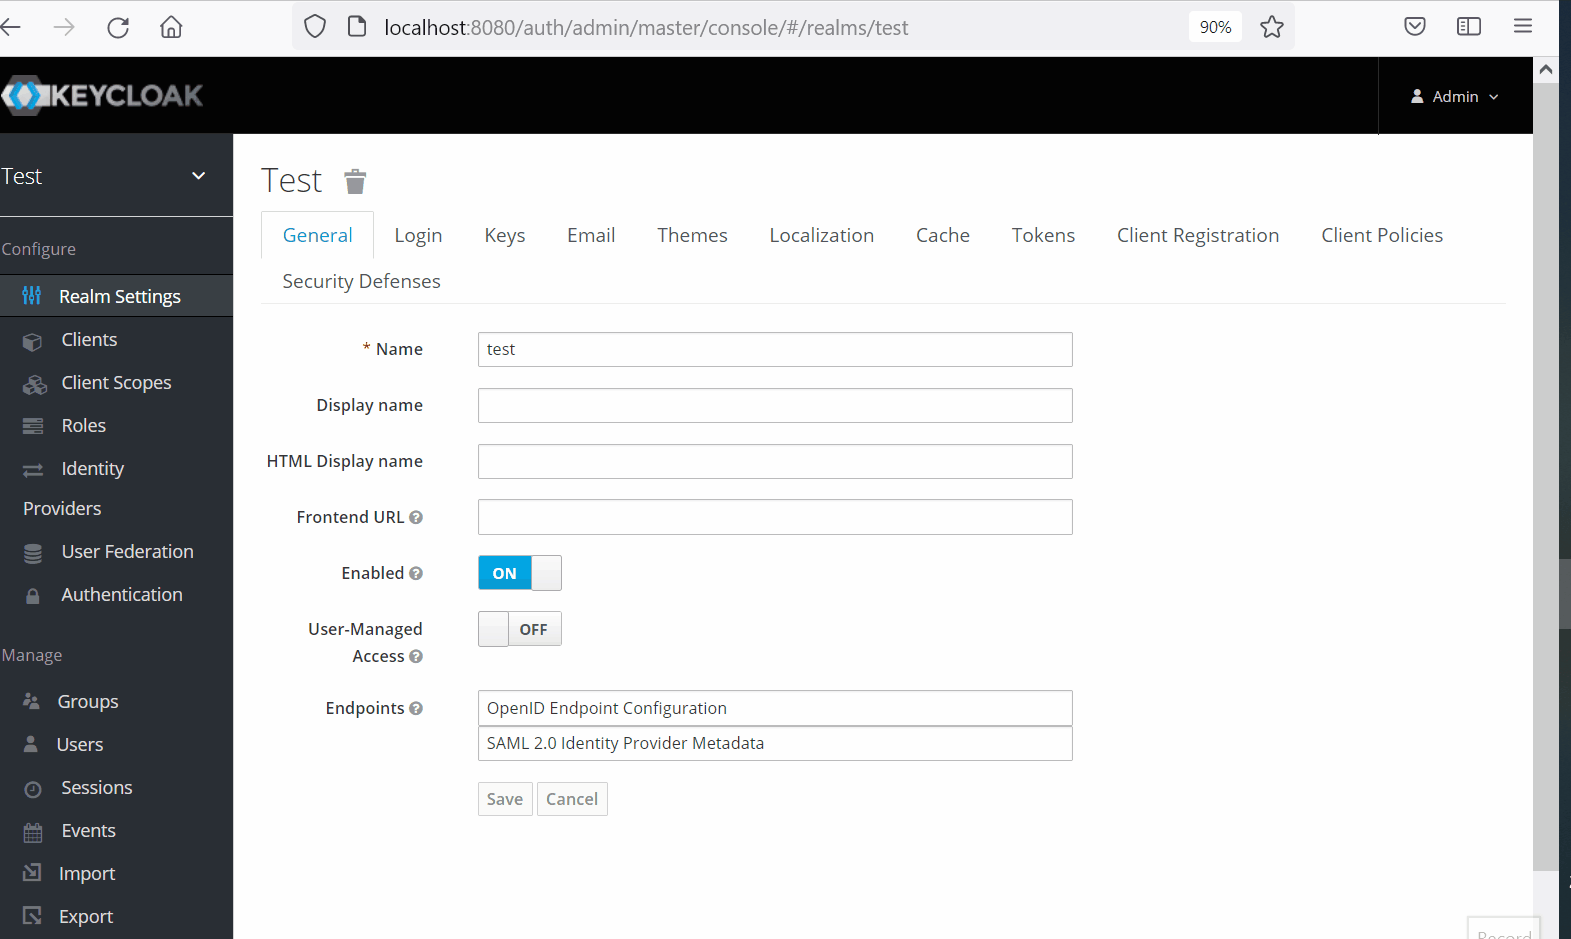 localhost:8080/auth/admin/master/console/#/realms/test
90%
KEYCLOAK
Admin
Test
Configure
Realm Settings
Clients
Client Scopes
Roles
Identity
Providers
User Federation
Authentication
Manage
Groups
Users
Sessions
Events
Import
Export
Test
General Login Keys Email Themes Localization Cache Tokens Client Registration Client Policies
Security Defenses
* Name test
Display name
HTML Display name
Frontend URL
Enabled ON
User-Managed
Access OFF
Endpoints OpenID Endpoint Configuration
SAML 2.0 Identity Provider Metadata
Save Cancel
Record